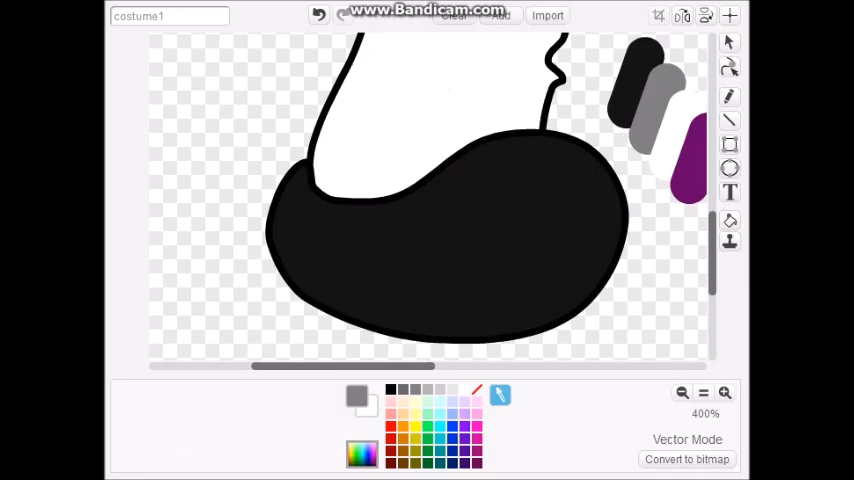 costume1
www.Bandicam.com
Clear
Add
Import
T
400%
Vector Mode
Convert to bitmap